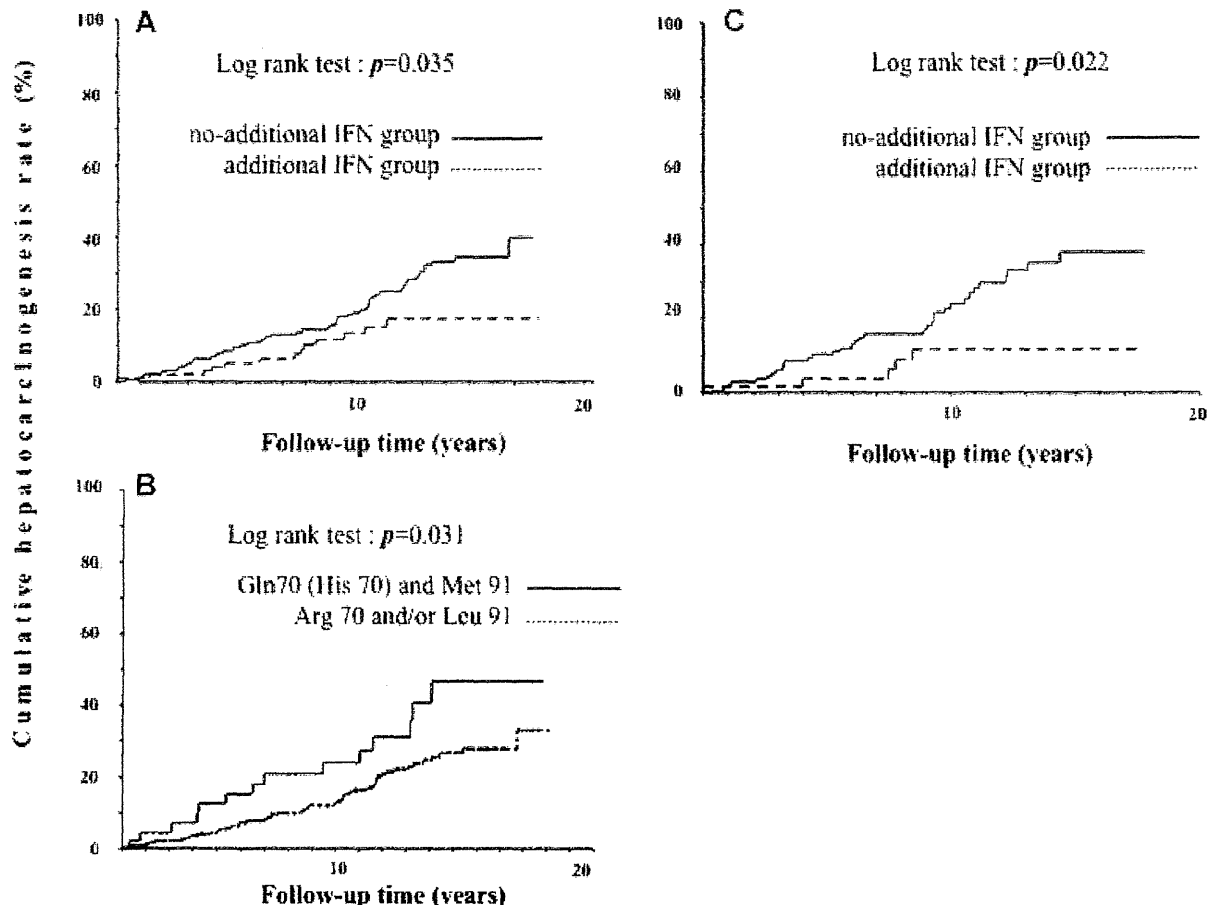 Cumulative hepatocarcinogenesis rate (%)
A
Log rank test : p=0.035
no-additional IFN group
additional IFN group
100
80
60
40
20
0
10
20
Follow-up time (years)
B
Log rank test : p=0.031
Gln70 (His 70) and Met 91
Arg 70 and/or Leu 91
100
80
60
40
20
0
10
20
Follow-up time (years)
C
Log rank test : p=0.022
no-additional IFN group
additional IFN group
100
80
60
40
20
0
10
20
Follow-up time (years)